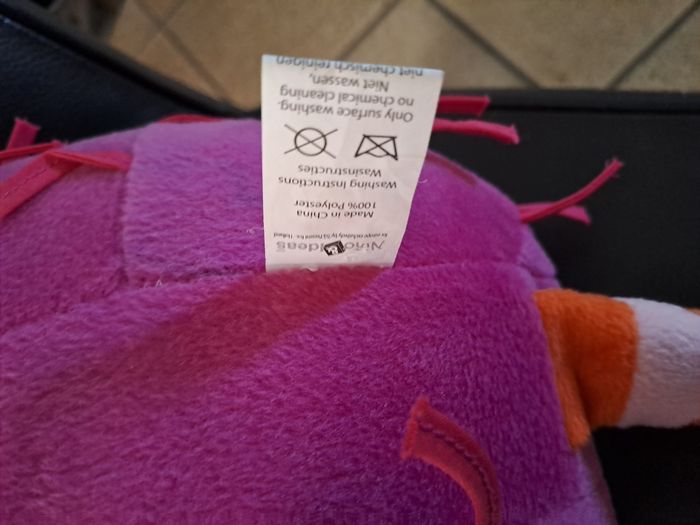 Niño Ideas
Made in China
100% Polyester
Washing Instructions
Wasinstructies
Only surface washing.
no chemical cleaning
Niet wassen,
niet chemisch reinigen